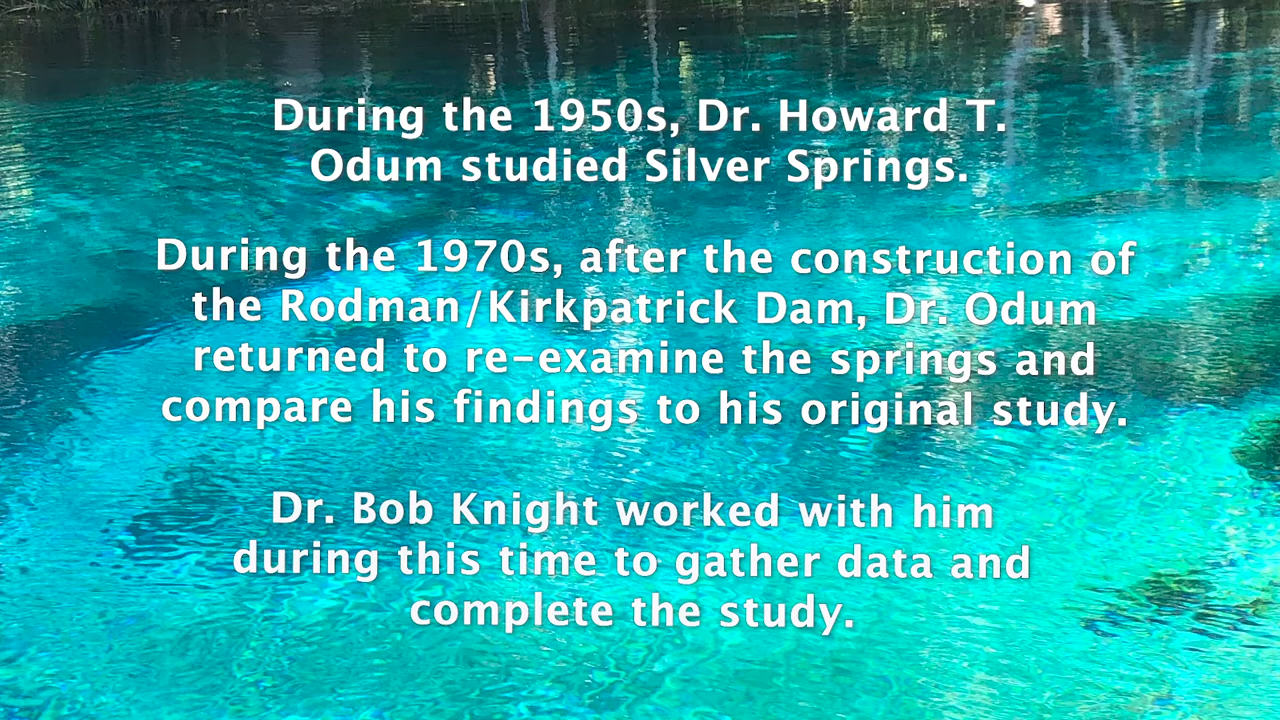 During the 1950s, Dr. Howard T.
Odum studied Silver Springs.
During the 1970s, after the construction of
the Rodman/Kirkpatrick Dam, Dr. Odum
returned to re-examine the springs and
compare his findings to his original study.
Dr. Bob Knight worked with him
during this time to gather data and
complete the study.